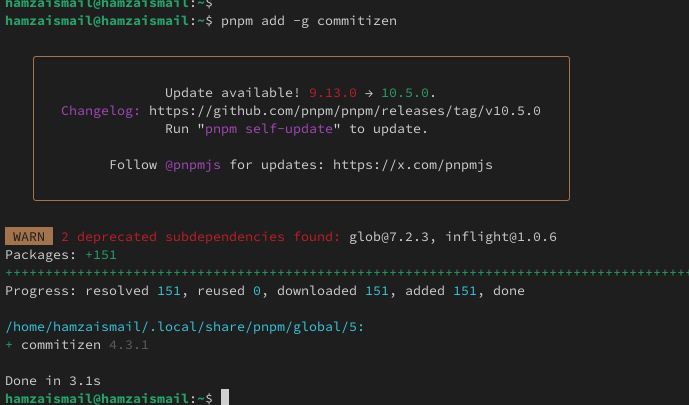 hamzaismail@hamzaismail:~$
hamzaismail@hamzaismail:~$ pnpm add -g commitizen
Update available! 9.13.0 → 10.5.0.
Changelog: https://github.com/pnpm/pnpm/releases/tag/v10.5.0
Run "pnpm self-update" to update.
Follow @pnpmjs for updates: https://x.com/pnpmjs
WARN 2 deprecated subdependencies found: glob@7.2.3, inflight@1.0.6
Packages: +151
++++++++++++++++++++++++++++++++++++++++++++++++++++++++++++++++++++++++++++++++++++++
Progress: resolved 151, reused 0, downloaded 151, added 151, done
/home/hamzaismail/.local/share/pnpm/global/5:
+ commitizen 4.3.1
Done in 3.1s
hamzaismail@hamzaismail:~$